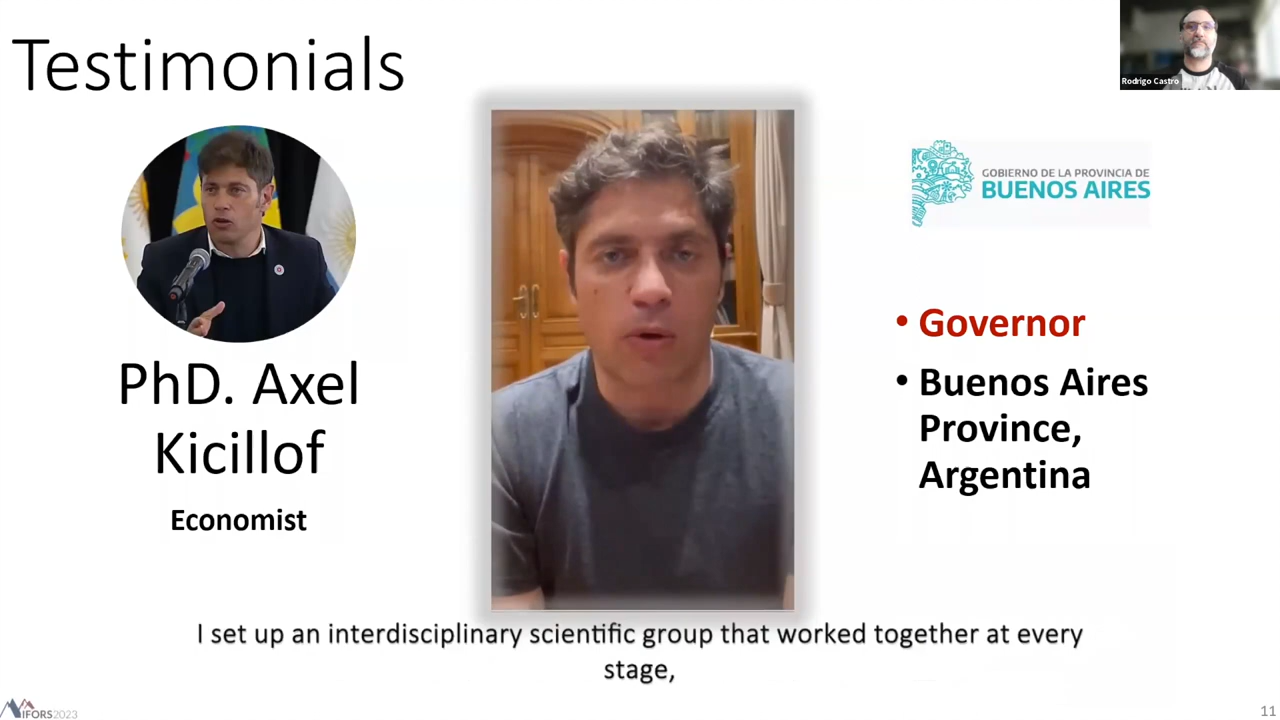 Testimonials
Rodrigo Castro
GOBIERNO DE LA PROVINCIA DE
BUENOS AIRES
PhD. Axel
Kicillof
Economist
• Governor
• Buenos Aires
Province,
Argentina
I set up an interdisciplinary scientific group that worked together at every
stage,
IFORS2023
11